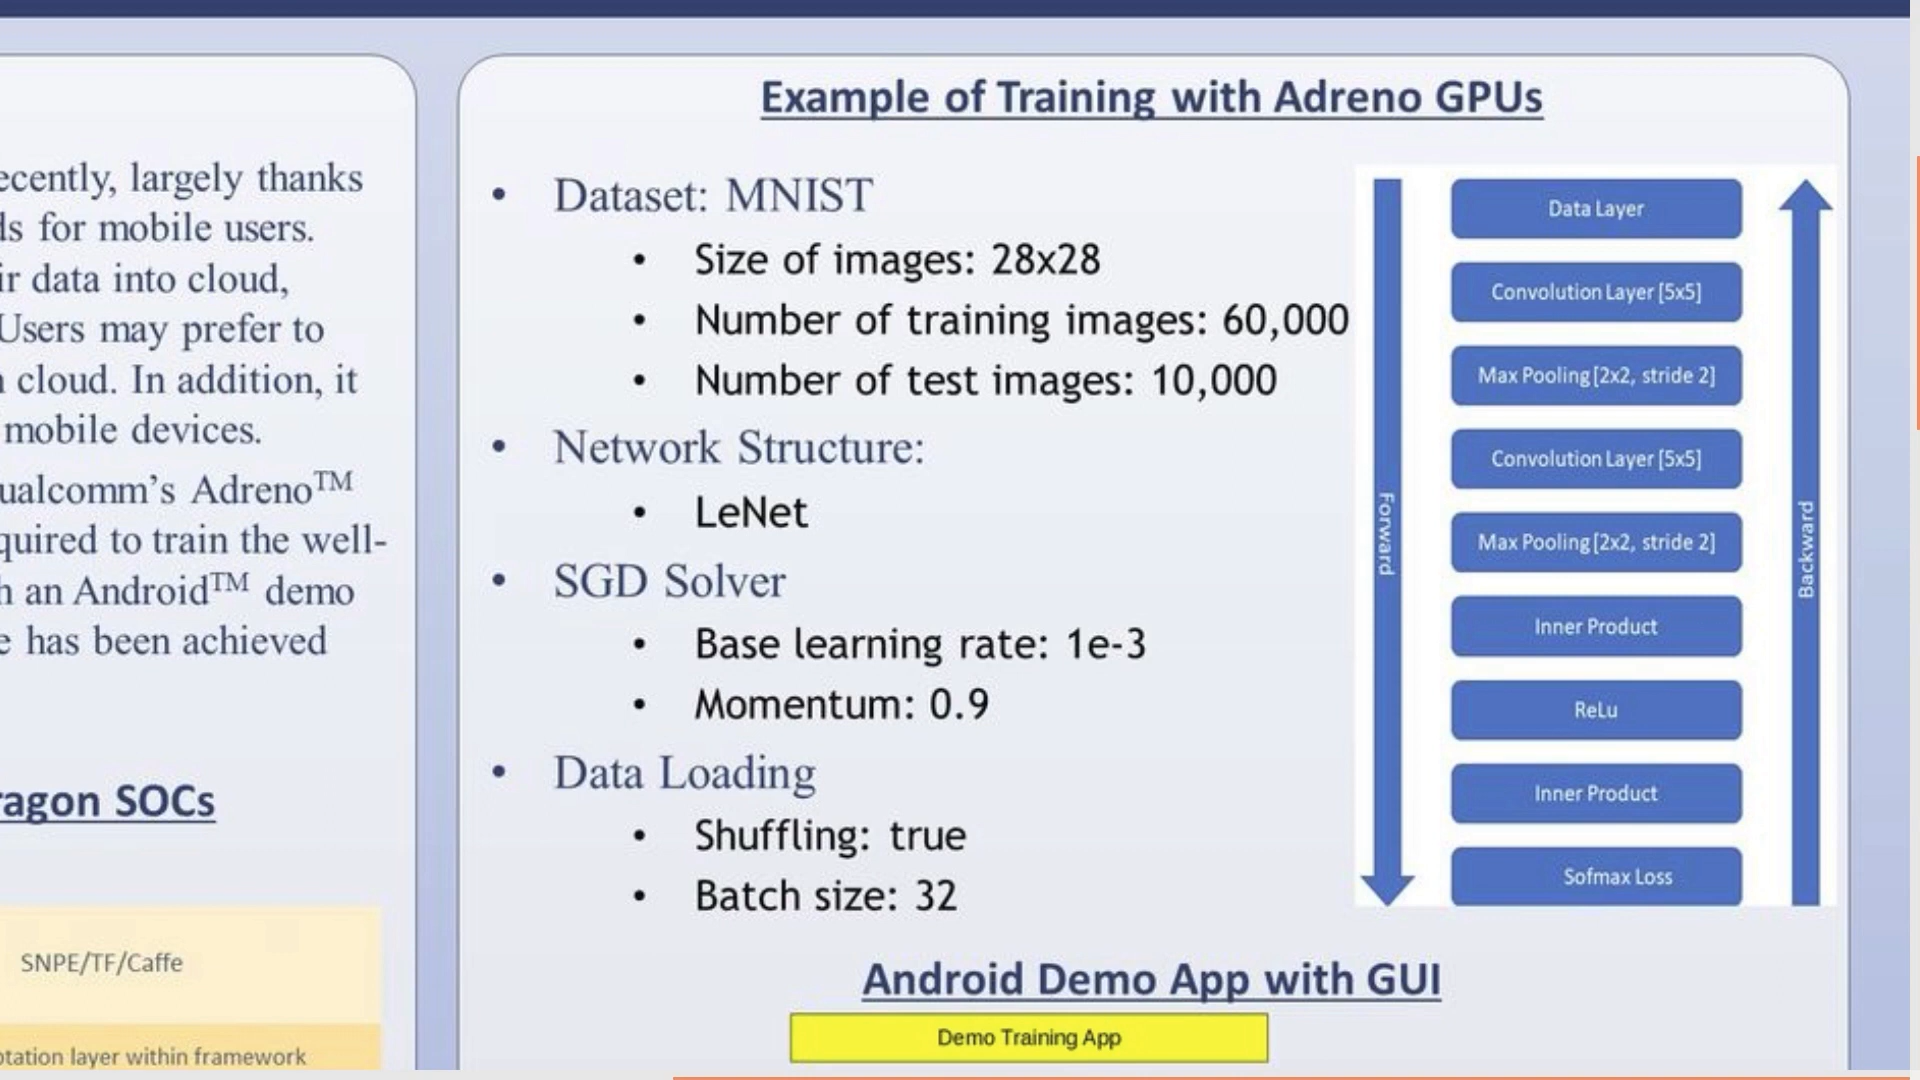 ecently, largely thanks
ds for mobile users.
ir data into cloud,
Users may prefer to
cloud. In addition, it
mobile devices.
ualcomm's Adreno™
quired to train the well-
h an Android™ demo
e has been achieved
ragon SOCs
SNPE/TF/Caffe
ptation layer within framework
Example of Training with Adreno GPUs
• Dataset: MNIST
• Size of images: 28x28
• Number of training images: 60,000
• Number of test images: 10,000
• Network Structure:
• LeNet
• SGD Solver
• Base learning rate: 1e-3
• Momentum: 0.9
• Data Loading
• Shuffling: true
• Batch size: 32
Forward
Data Layer
Convolution Layer [5x5]
Max Pooling [2x2, stride 2]
Convolution Layer [5x5]
Max Pooling [2x2, stride 2]
Inner Product
ReLu
Inner Product
Sofmax Loss
Backward
Android Demo App with GUI
Demo Training App